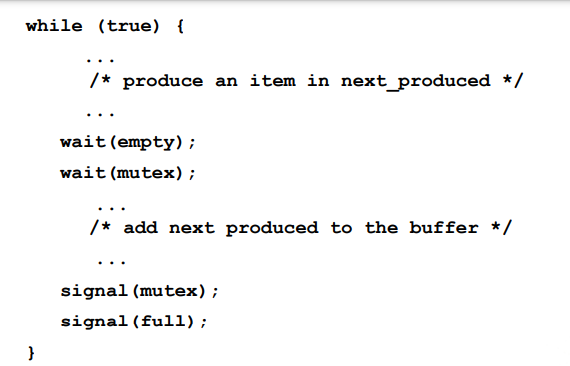 while (true) {
...
/* produce an item in next_produced */
...
wait(empty);
wait(mutex);
...
/* add next produced to the buffer */
...
signal(mutex);
signal(full);
}